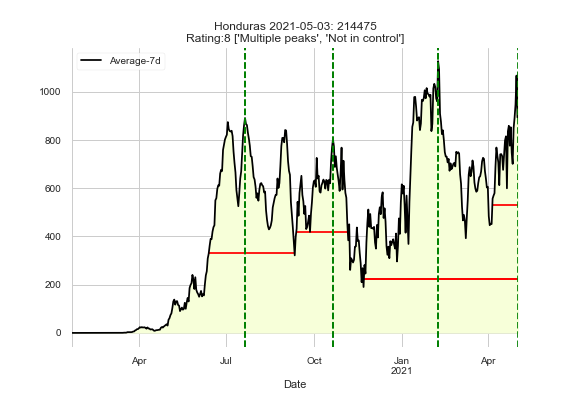 Honduras 2021-05-03: 214475
Rating:8 ['Multiple peaks', 'Not in control']
Average-7d
1000
800
600
400
200
0
Apr
Jul
Oct
Jan
2021
Apr
Date